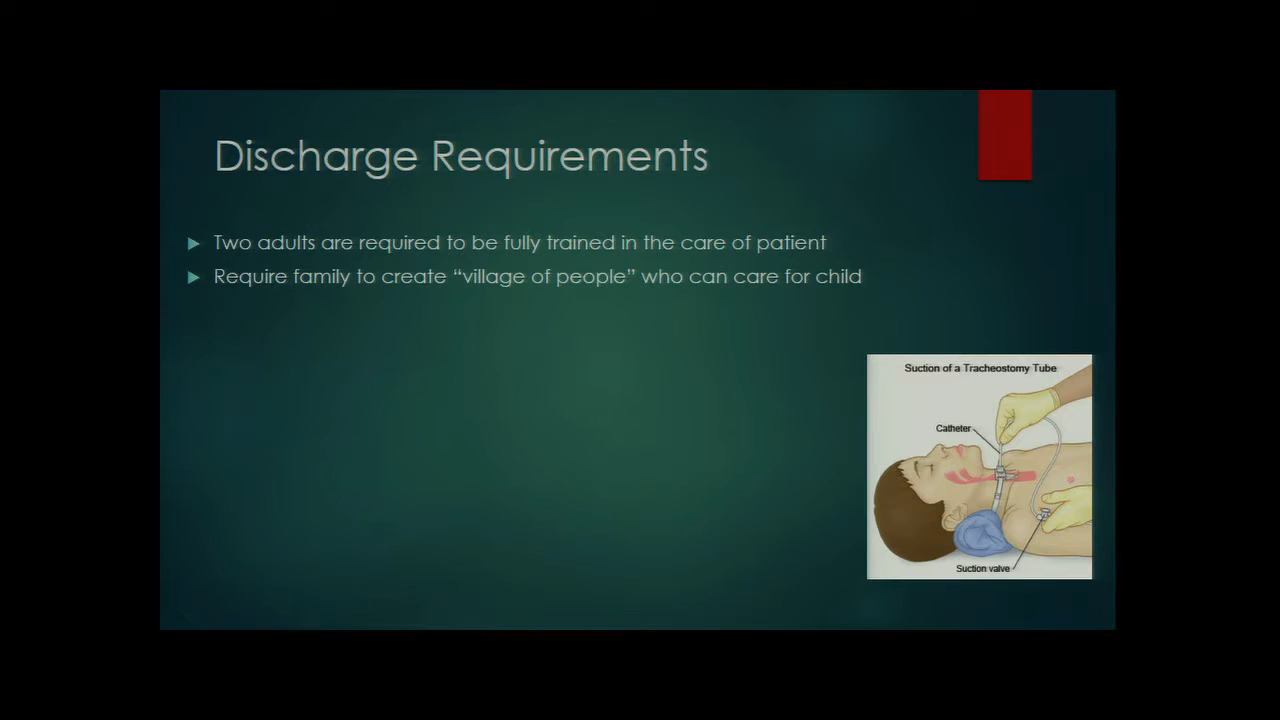 Discharge Requirements
Two adults are required to be fully trained in the care of patient
Require family to create “village of people” who can care for child
Suction of a Tracheostomy Tube
Catheter
Suction valve